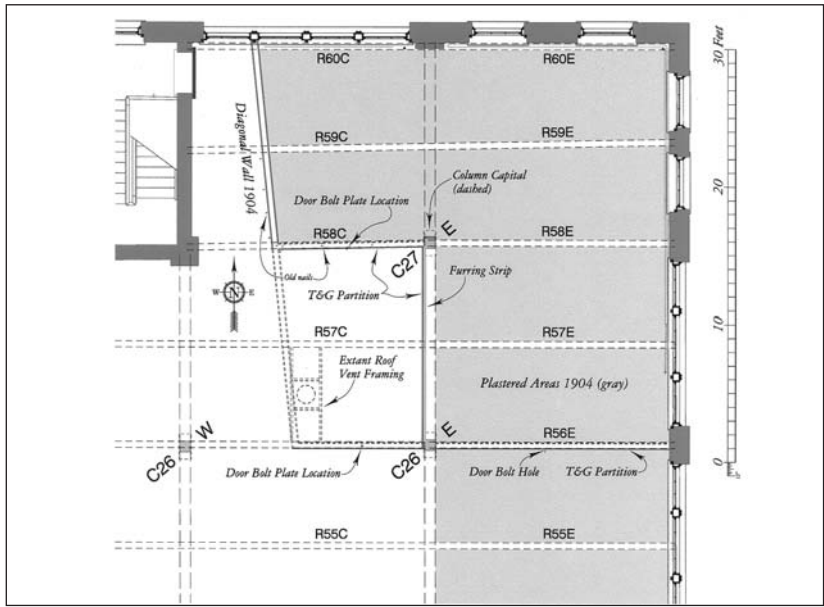 R60C
R60E
30 Feet
Diagonal Wall 1904
R59C
R59E
Column Capital
(dashed)
20
Door Bolt Plate Location
R58C
E
R58E
Old nails
C27
Furring Strip
T&G Partition
N
W
E
R57C
R57E
10
Extant Roof
Vent Framing
Plastered Areas 1904 (gray)
W
E
R56E
C26
Door Bolt Plate Location
C26
Door Bolt Hole
T&G Partition
0
R55C
R55E